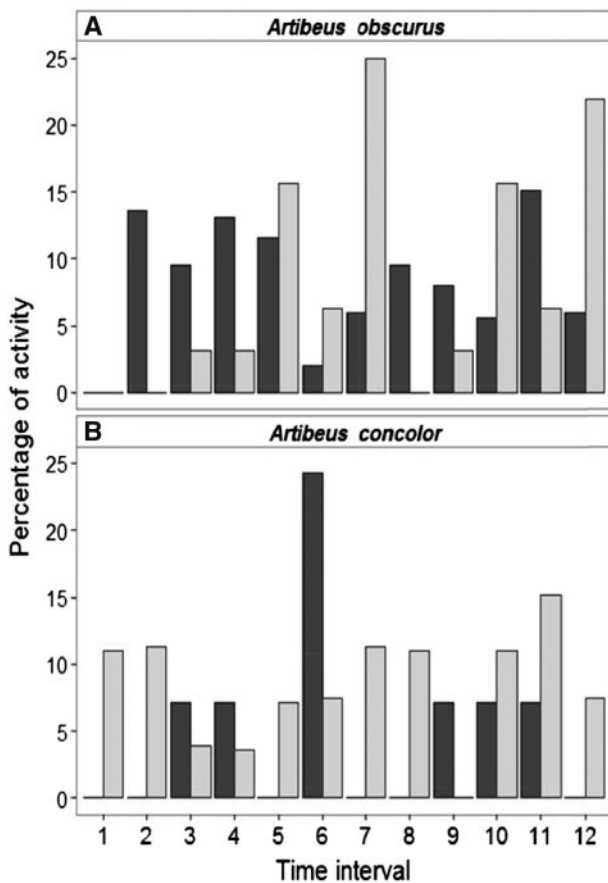 A Artibeus obscurus
25
20
15
10
5
0
B Artibeus concolor
25
20
15
10
5
0
Percentage of activity
1 2 3 4 5 6 7 8 9 10 11 12
Time interval